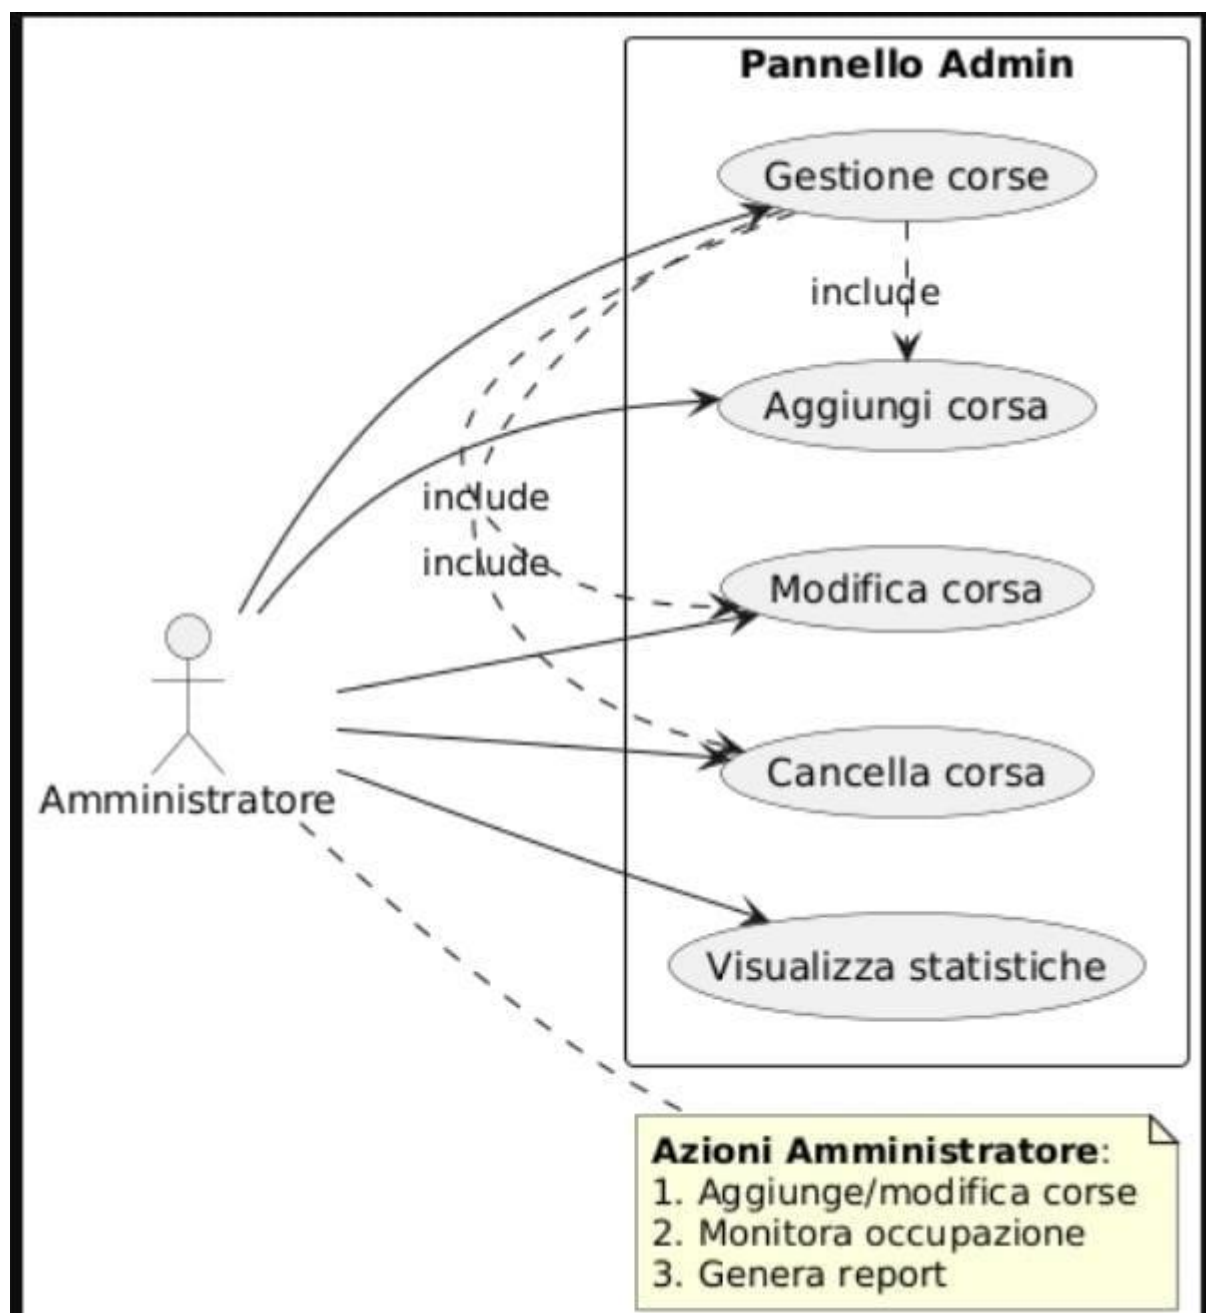 Pannello Admin
Gestione corse
include
Aggiungi corsa
include
include
Modifica corsa
Cancella corsa
Amministratore
Visualizza statistiche
Azioni Amministratore:
1. Aggiunge/modifica corse
2. Monitora occupazione
3. Genera report